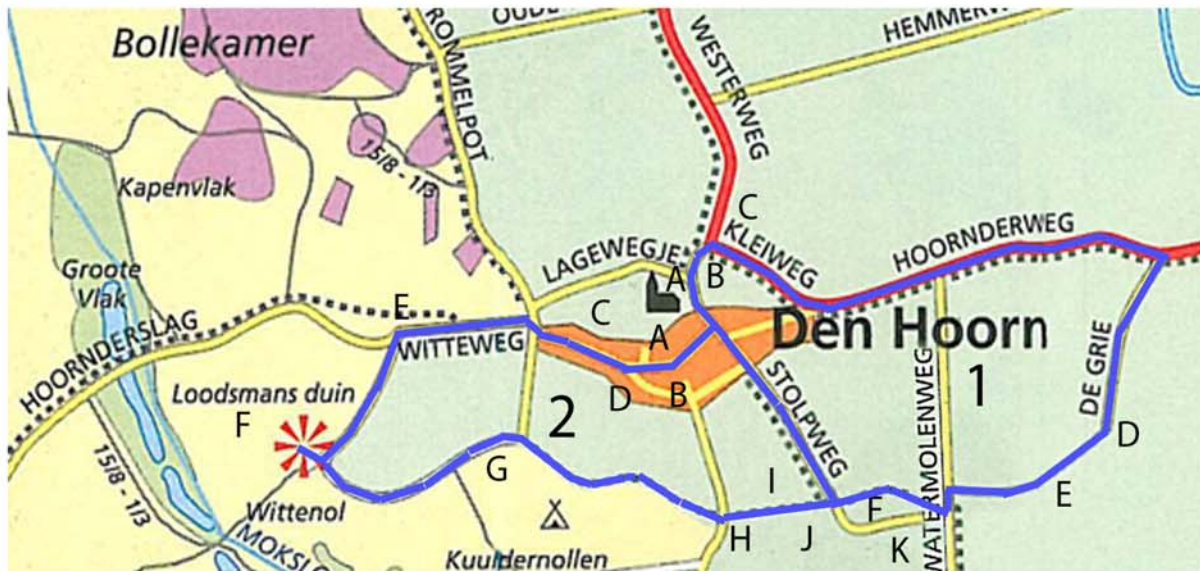 OUDE
HEMMERW
ROMMELPOT
WESTERWEG
Bollekamer
15/8 - 1/3
Kapenvlak
C
LAGEWEGJE
A
B
KLEIWEG
HOORNDERWEG
Groote
Vlak
E
C
A
Den Hoorn
HOORNDERSLAG
WITTEWEG
Loodsmans duin
F
D
B
STOLPWEG
WATERMOLENWEG
1
DE GRIE
D
2
G
15/8 - 1/3
Wittenol
I
F
E
MOKSL
Kuuldernollen
H
J
K